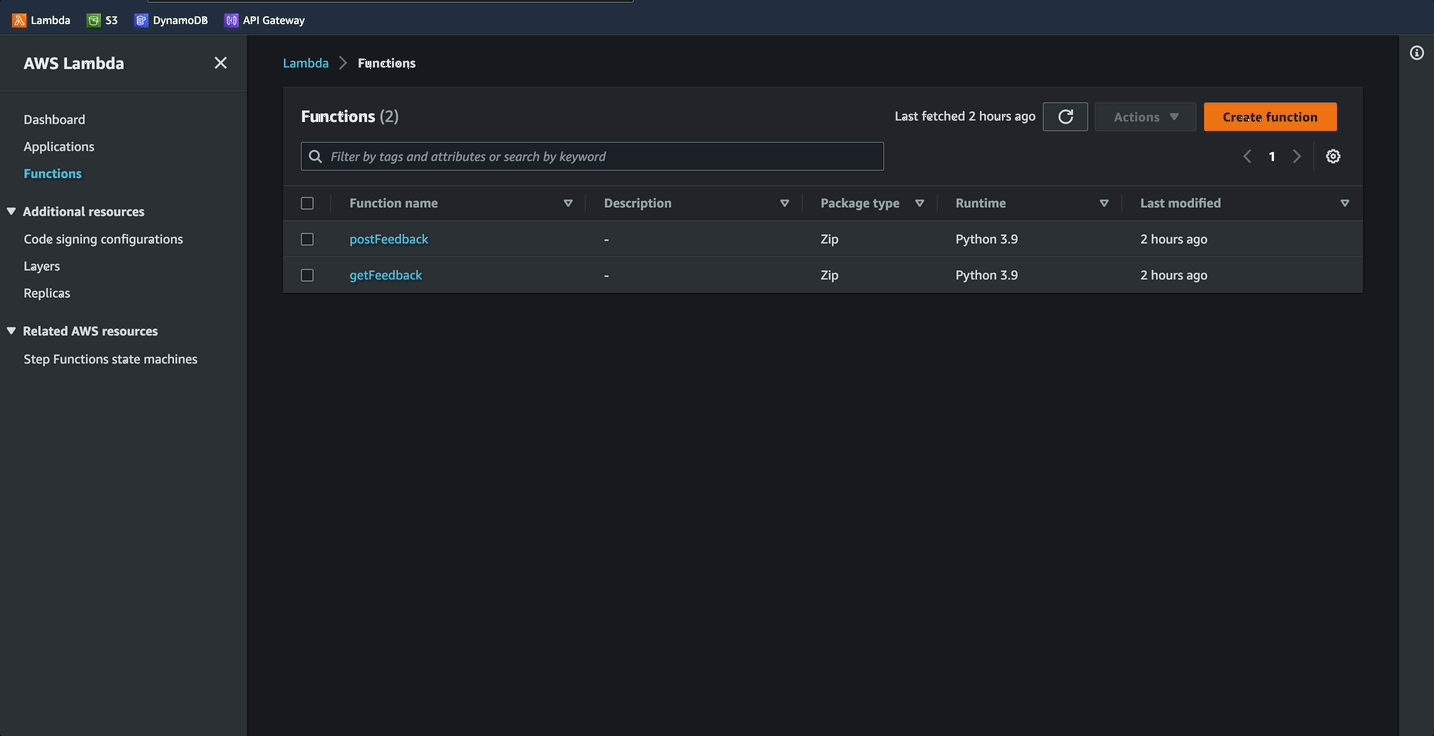 Lambda S3 DynamoDB API Gateway
AWS Lambda
Dashboard
Applications
Functions
Additional resources
Code signing configurations
Layers
Replicas
Related AWS resources
Step Functions state machines
Lambda Functions
Functions (2)
Last fetched 2 hours ago Actions Create function
Filter by tags and attributes or search by keyword
1
Function name Description Package type Runtime Last modified
postFeedback - Zip Python 3.9 2 hours ago
getFeedback - Zip Python 3.9 2 hours ago